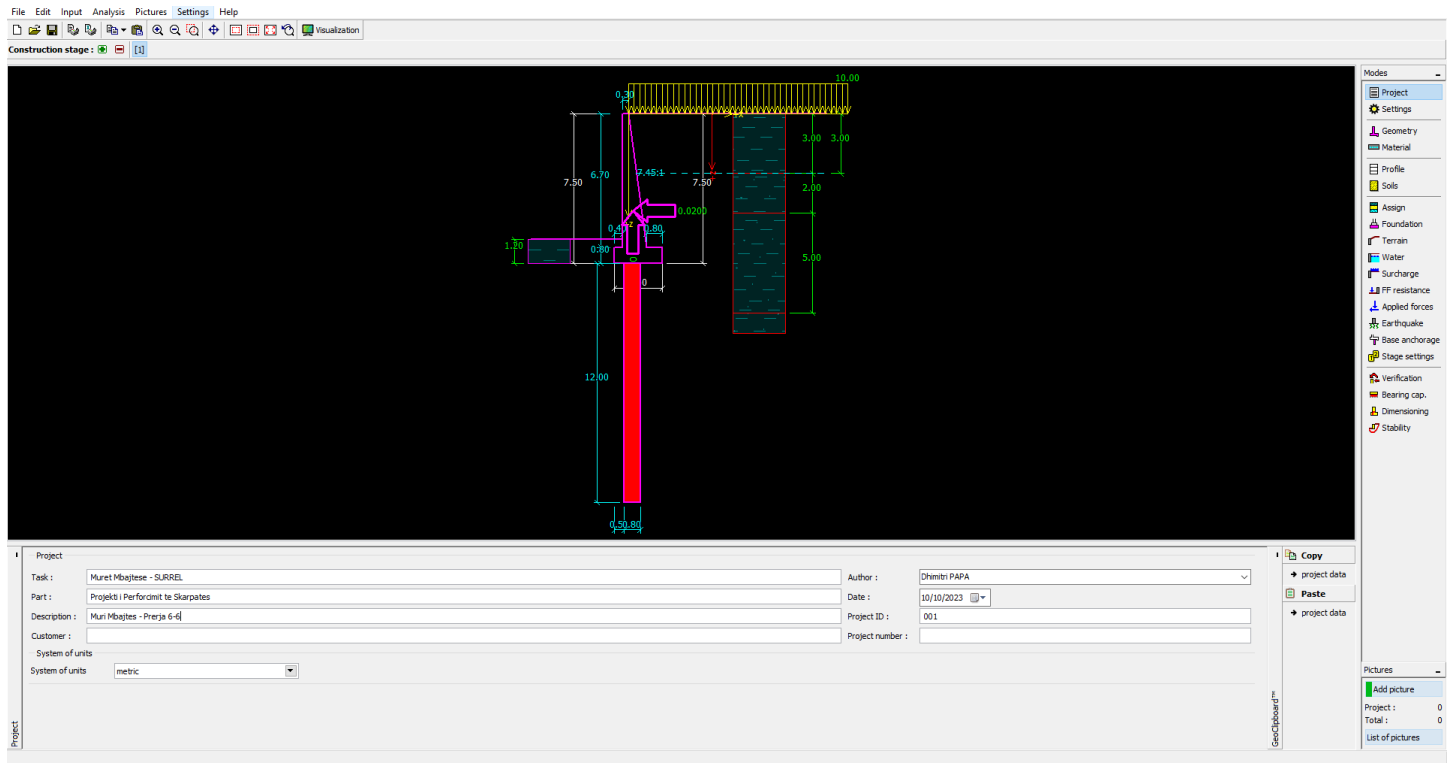 File Edit Input Analysis Pictures Settings Help
Visualization
Construction stage : [1]
10.00
0.30
3.00 3.00
6.70
7.45:1
7.50
7.50
2.00
0.0200
0.40
0.80
1.20
0.80
5.00
0
12.00
0.50.80
Modes
Project
Settings
Geometry
Material
Profile
Soils
Assign
Foundation
Terrain
Water
Surcharge
FF resistance
Applied forces
Earthquake
Base anchorage
Stage settings
Verification
Bearing cap.
Dimensioning
Stability
Project
Task : Muret Mbajtese - SURREL
Author : Dhimitri PAPA
Part : Projekti i Perforcimit te Skarpates
Date : 10/10/2023
Description : Muri Mbajtes - Prerja 6-6
Project ID : 001
Customer :
Project number :
System of units
System of units metric
Project
GeoClipboard™
Copy
project data
Paste
project data
Pictures
Add picture
Project : 0
Total : 0
List of pictures